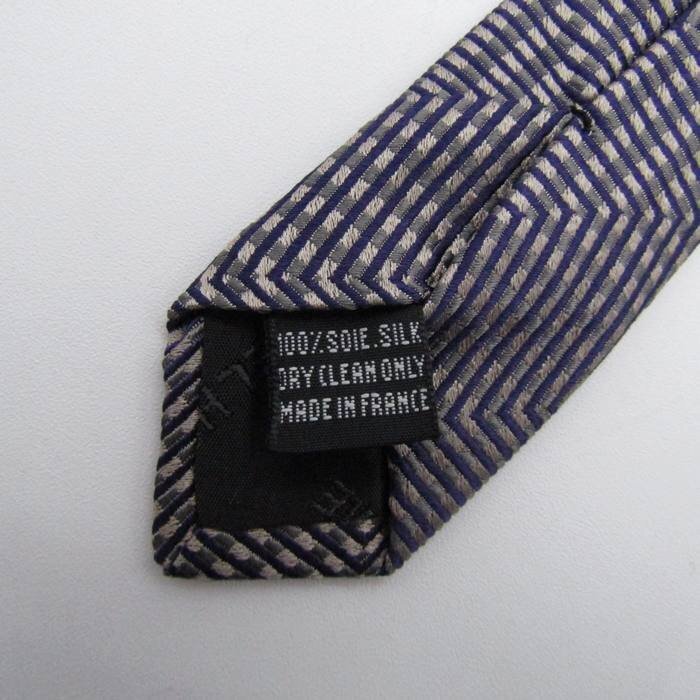 100% SOIE.SILK
DRY CLEAN ONLY
MADE IN FRANCE